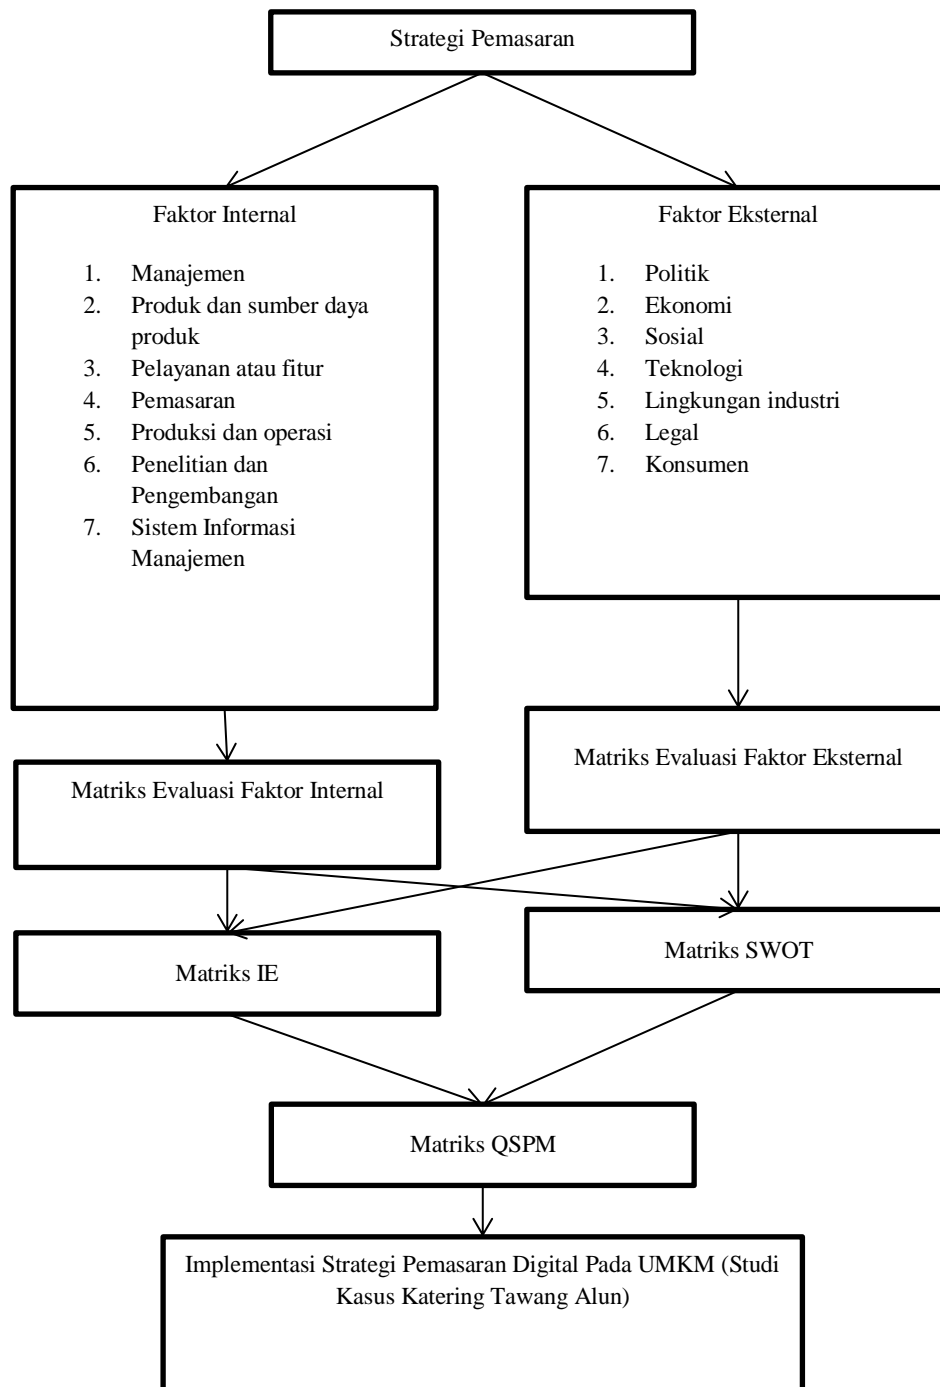 Strategi Pemasaran
Faktor Internal
1. Manajemen
2. Produk dan sumber daya
produk
3. Pelayanan atau fitur
4. Pemasaran
5. Produksi dan operasi
6. Penelitian dan
Pengembangan
7. Sistem Informasi
Manajemen
Faktor Eksternal
1. Politik
2. Ekonomi
3. Sosial
4. Teknologi
5. Lingkungan industri
6. Legal
7. Konsumen
Matriks Evaluasi Faktor Internal
Matriks Evaluasi Faktor Eksternal
Matriks IE
Matriks SWOT
Matriks QSPM
Implementasi Strategi Pemasaran Digital Pada UMKM (Studi
Kasus Katering Tawang Alun)